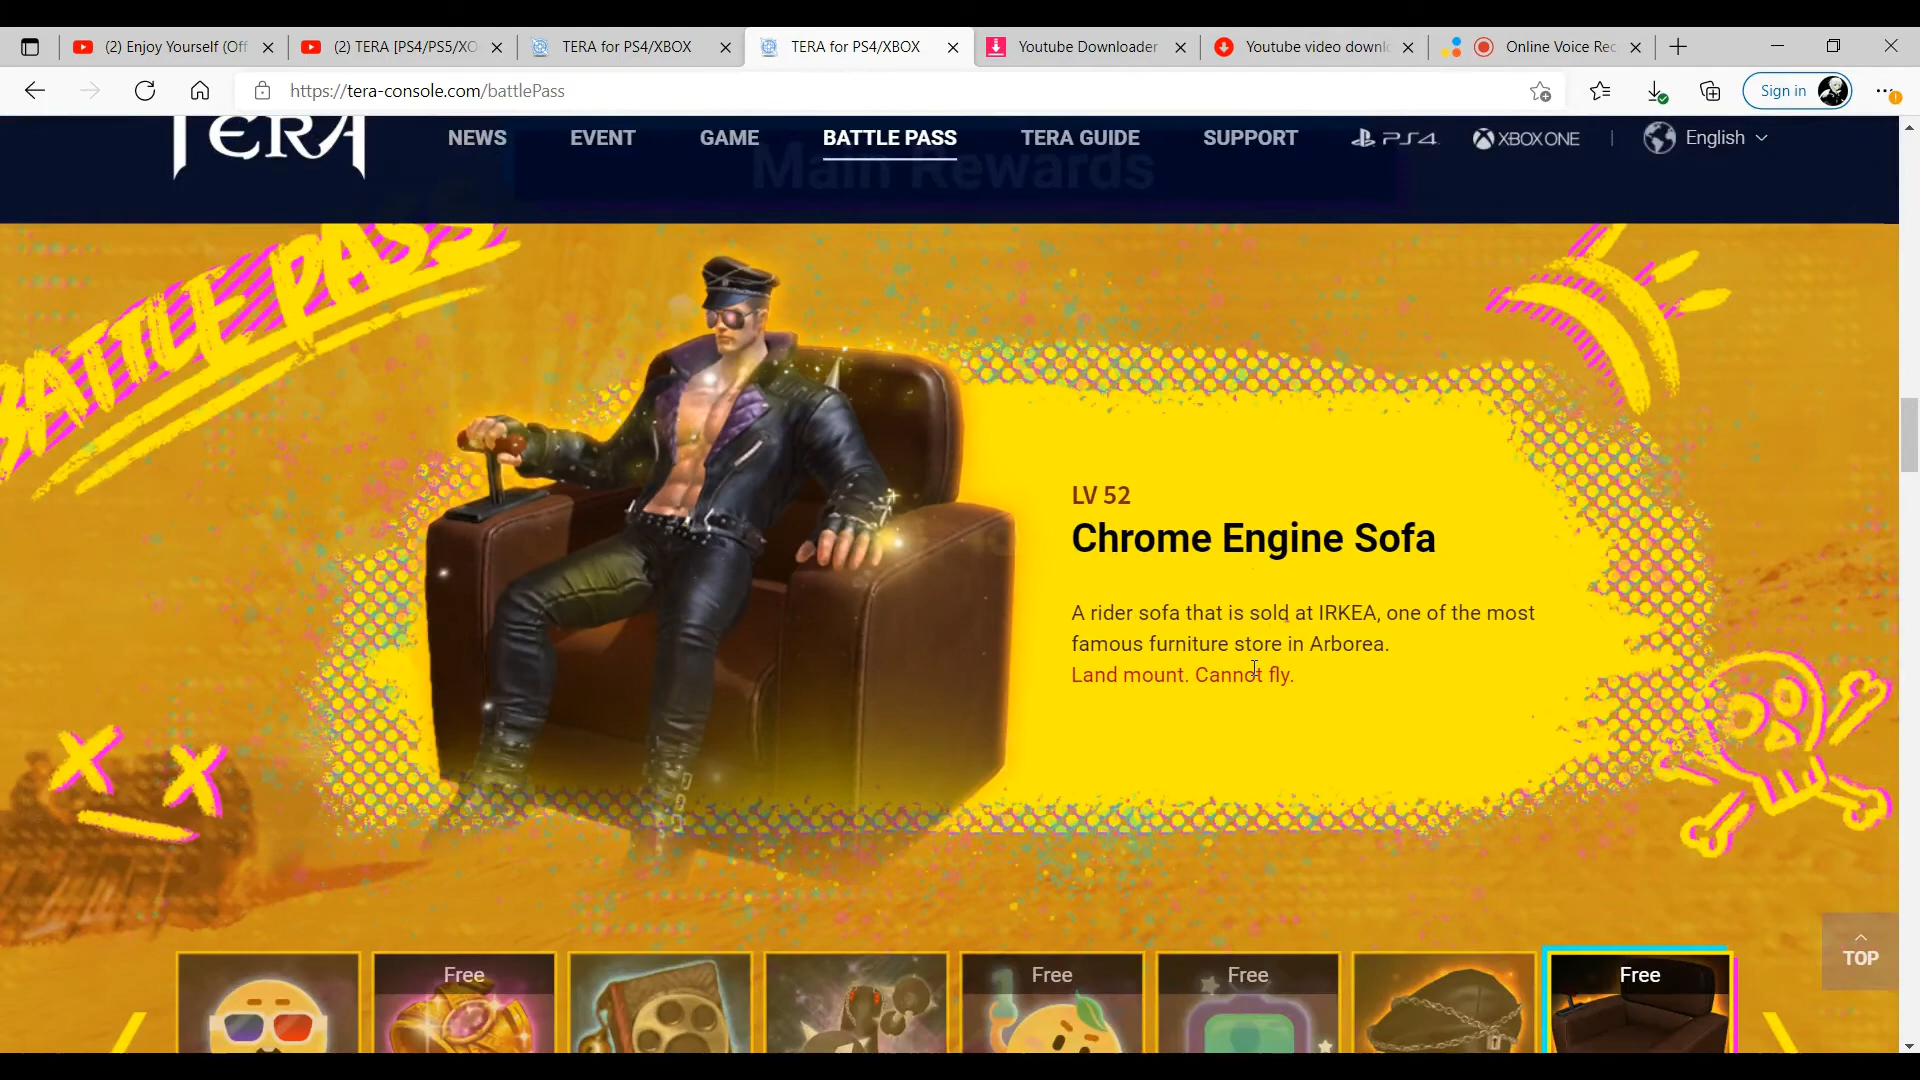 (2) Enjoy Yourself (Off
(2) TERA [PS4/PS5/XO
TERA for PS4/XBOX
TERA for PS4/XBOX
Youtube Downloader
Youtube video downl
Online Voice Rec
https://tera-console.com/battlePass
Sign in
TERA
NEWS
EVENT
GAME
BATTLE PASS
TERA GUIDE
SUPPORT
PS4
XBOX ONE
English
Main Rewards
BATTLE PASS
LV 52
Chrome Engine Sofa
A rider sofa that is sold at IRKEA, one of the most
famous furniture store in Arborea.
Land mount. Cannot fly.
TOP
Free
Free
Free
Free